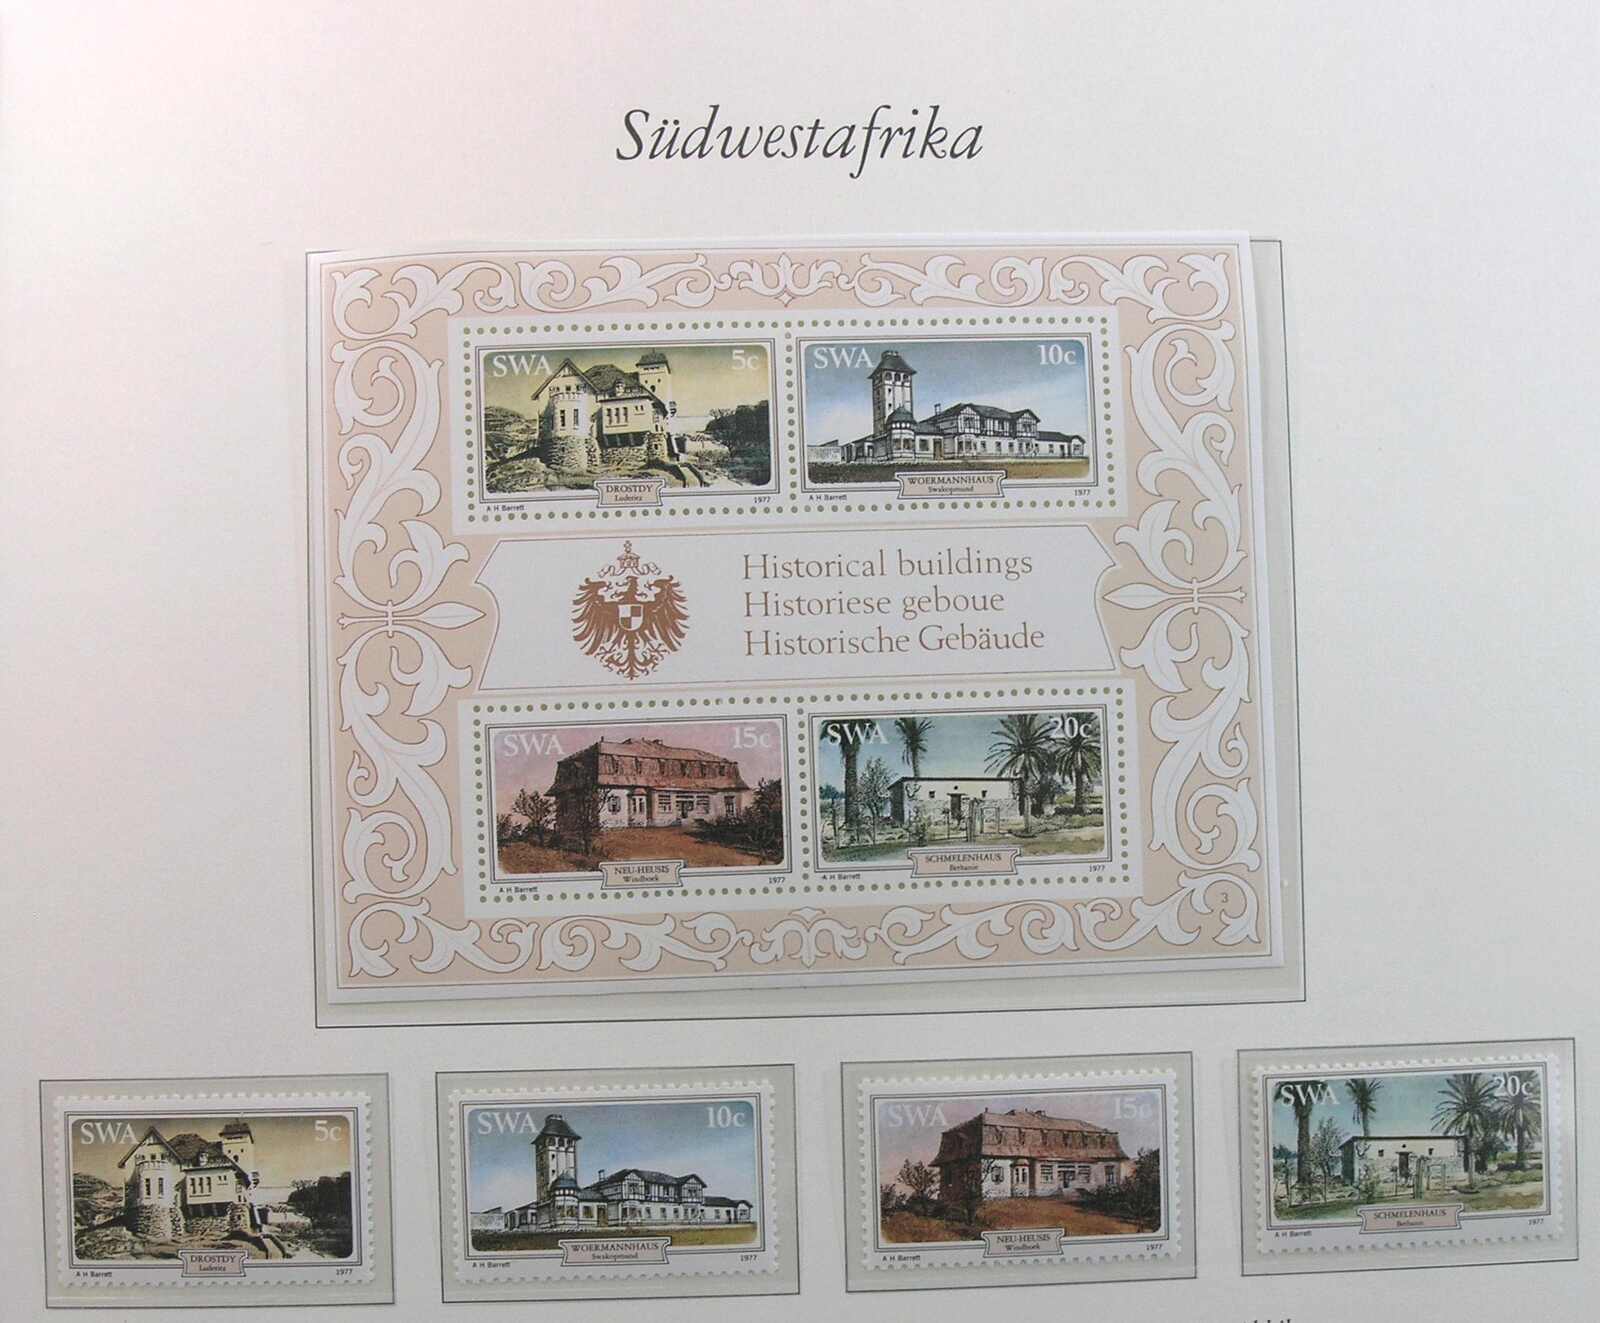 Südwestafrika
SWA 5c
DROSTDY
Luderitz
A H Barrett 1977
SWA 10c
WOERMANNHAUS
Swakopmund
A H Barrett 1977
Historical buildings
Historiese geboue
Historische Gebäude
SWA 15c
NEU-HEUSIS
Windhoek
A H Barrett 1977
SWA 20c
SCHMELENHAUS
Bethanie
A H Barrett 1977
3
SWA 5c
DROSTDY
Luderitz
A H Barrett 1977
SWA 10c
WOERMANNHAUS
Swakopmund
A H Barrett 1977
SWA 15c
NEU-HEUSIS
Windhoek
A H Barrett
SWA 20c
SCHMELENHAUS
Bethanie
A H Barrett 1977